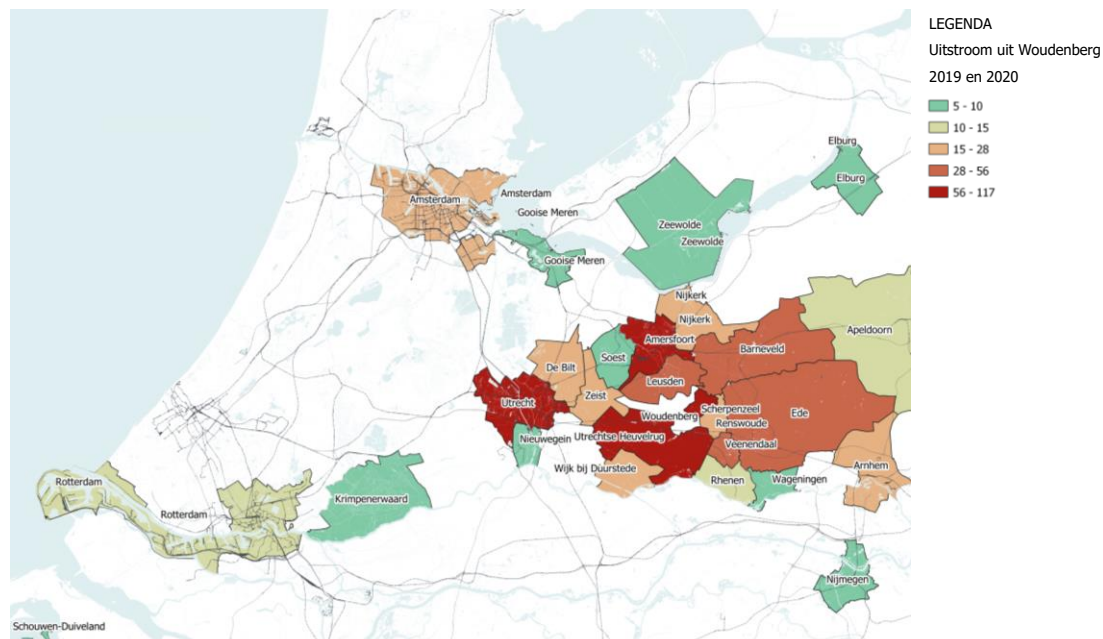 LEGENDA
Uitstroom uit Woudenberg
2019 en 2020
5 - 10
10 - 15
15 - 28
28 - 56
56 - 117
Elburg
Elburg
Amsterdam
Amsterdam
Gooise Meren
Zeewolde
Zeewolde
Gooise Meren
Nijkerk
Nijkerk
Apeldoorn
Amersfoort
Barneveld
Soest
De Bilt
Leusden
Zeist
Utrecht
Woudenberg
Scherpenzeel
Ede
Renswoude
Nieuwegein
Utrechtse Heuvelrug
Veenendaal
Wijk bij Duurstede
Arnhem
Rotterdam
Rhenen
Wageningen
Krimpenerwaard
Rotterdam
Nijmegen
Schouwen-Duiveland